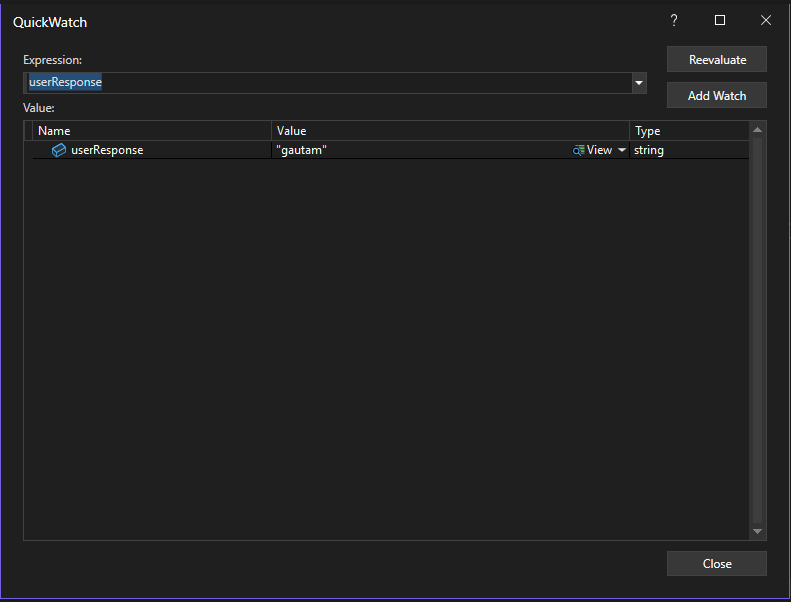 QuickWatch ?
Expression:
Reevaluate
userResponse
Add Watch
Value:
Name Value Type
userResponse "gautam" View string
Close